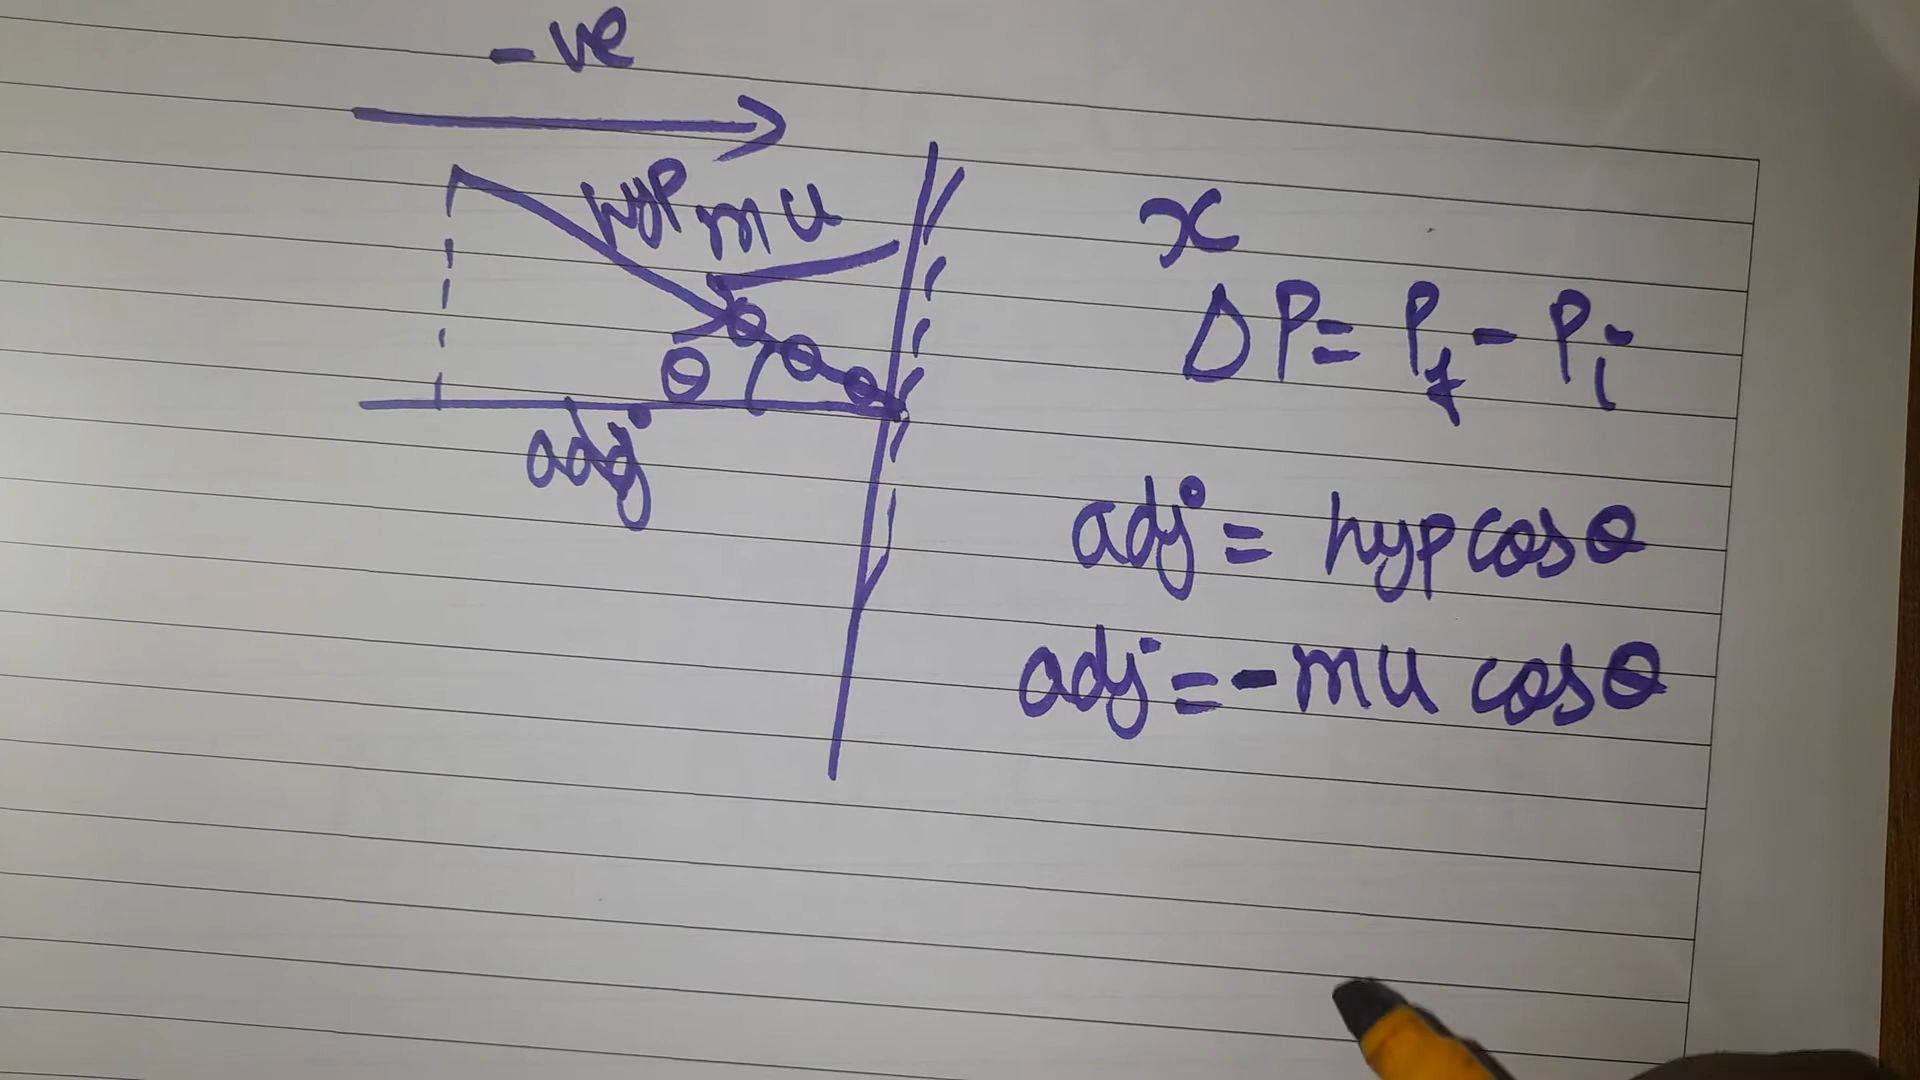 -ve
hyp mu
θ
adj
x
ΔP = Pf - Pi
adj = hyp cosθ
adj = - mu cosθ